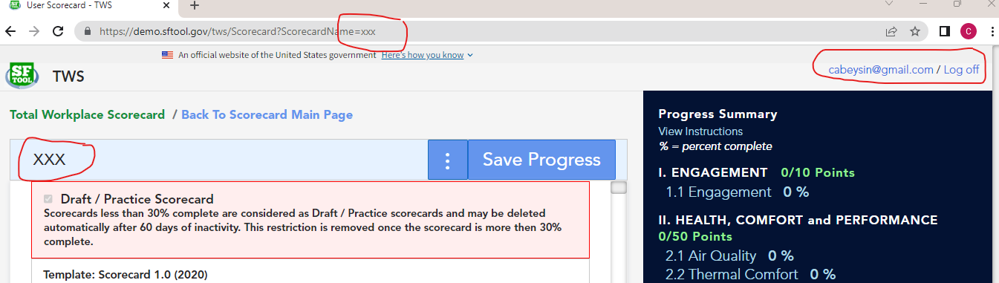 User Scorecard - TWS
https://demo.sftool.gov/tws/Scorecard?ScorecardName=xxx
C
An official website of the United States government Here's how you know
SF TOOL
TWS
cabeysin@gmail.com / Log off
Total Workplace Scorecard / Back To Scorecard Main Page
XXX
Save Progress
Draft / Practice Scorecard
Scorecards less than 30% complete are considered as Draft / Practice scorecards and may be deleted
automatically after 60 days of inactivity. This restriction is removed once the scorecard is more then 30%
complete.
Template: Scorecard 1.0 (2020)
Progress Summary
View Instructions
% = percent complete
I. ENGAGEMENT 0/10 Points
1.1 Engagement 0 %
II. HEALTH, COMFORT and PERFORMANCE
0/50 Points
2.1 Air Quality 0 %
2.2 Thermal Comfort 0 %